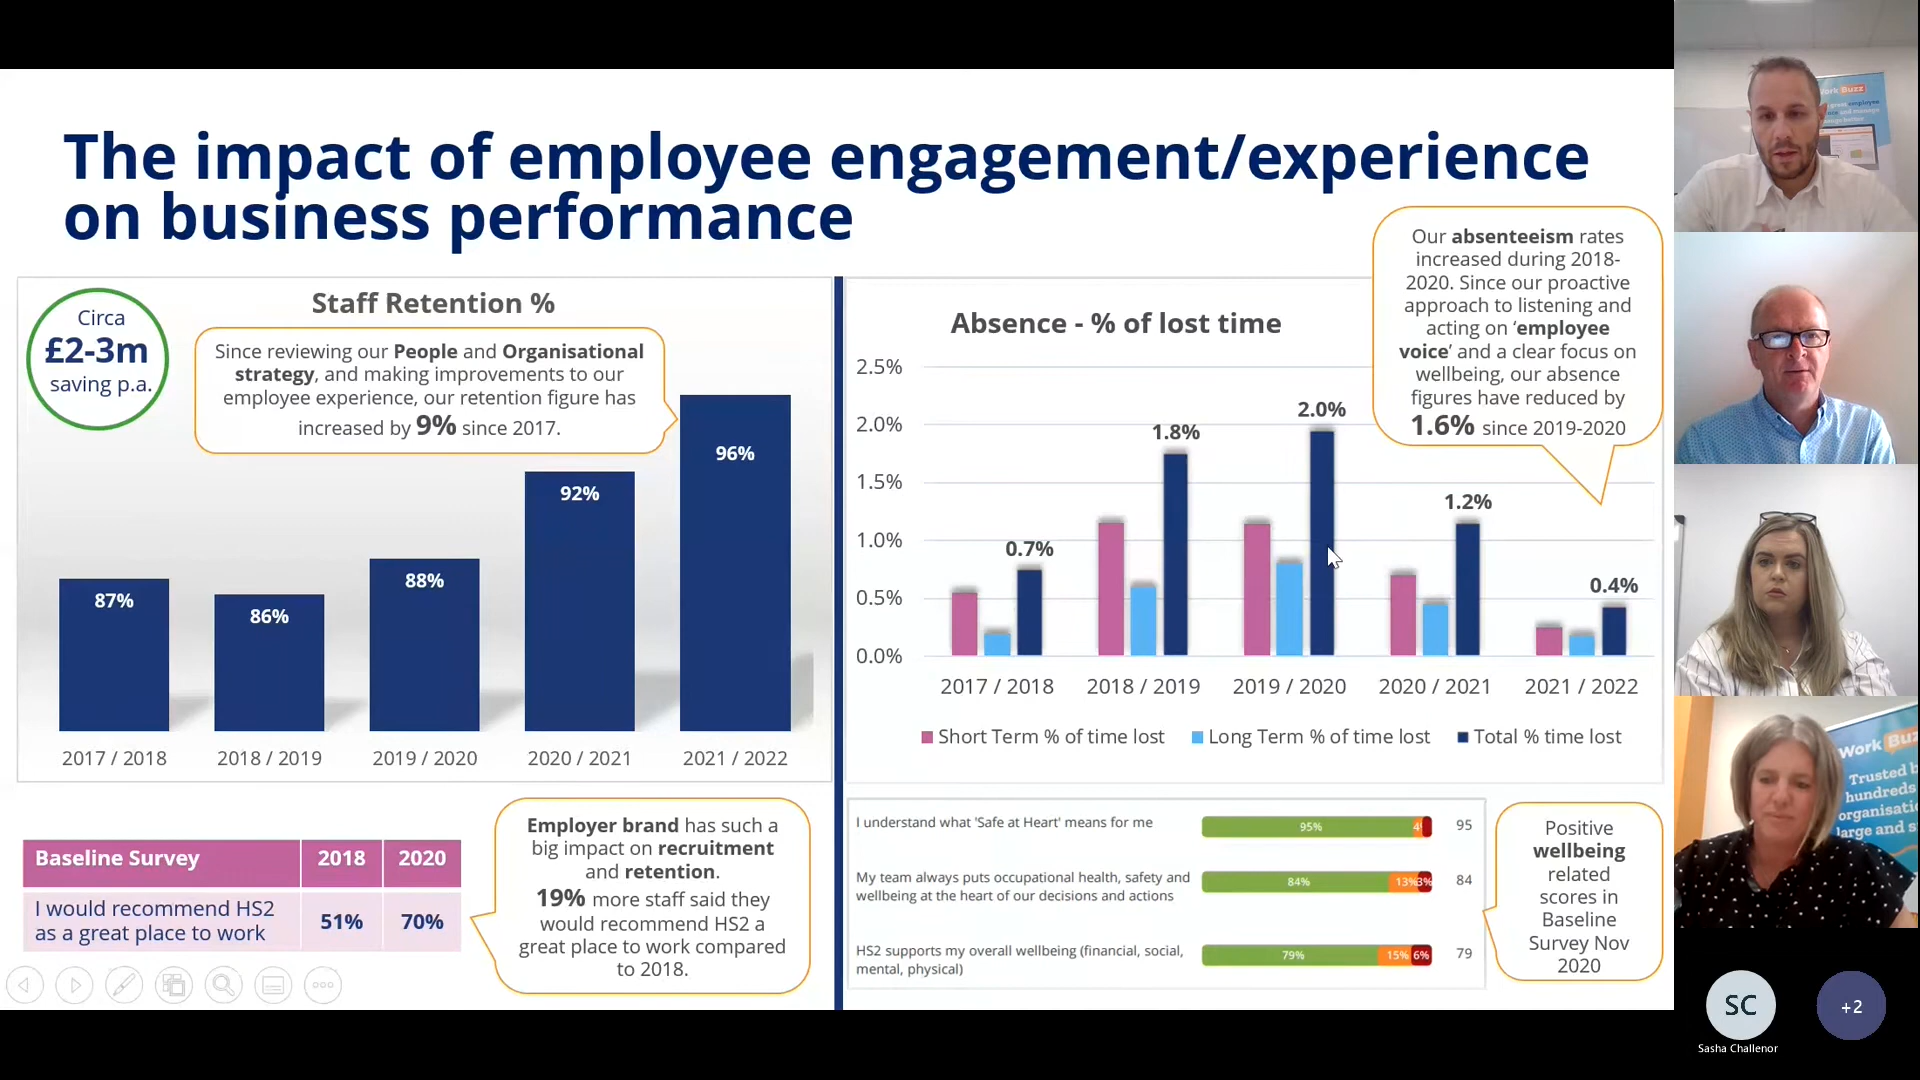 The impact of employee engagement/experience
on business performance
Circa
£2-3m
saving p.a.
Staff Retention %
Since reviewing our People and Organisational
strategy, and making improvements to our
employee experience, our retention figure has
increased by 9% since 2017.
87%
86%
88%
92%
96%
2017 / 2018
2018 / 2019
2019 / 2020
2020 / 2021
2021 / 2022
Baseline Survey 2018 2020
I would recommend HS2
as a great place to work
51% 70%
Employer brand has such a
big impact on recruitment
and retention.
19% more staff said they
would recommend HS2 a
great place to work compared
to 2018.
Absence - % of lost time
2.5%
2.0%
1.5%
1.0%
0.5%
0.0%
0.7%
1.8%
2.0%
1.2%
0.4%
2017 / 2018
2018 / 2019
2019 / 2020
2020 / 2021
2021 / 2022
Short Term % of time lost
Long Term % of time lost
Total % time lost
Our absenteeism rates
increased during 2018-
2020. Since our proactive
approach to listening and
acting on ‘employee
voice’ and a clear focus on
wellbeing, our absence
figures have reduced by
1.6% since 2019-2020
I understand what 'Safe at Heart' means for me
95% 95
My team always puts occupational health, safety and
wellbeing at the heart of our decisions and actions
84% 13% 3% 84
HS2 supports my overall wellbeing (financial, social,
mental, physical)
79% 15% 6% 79
Positive
wellbeing
related
scores in
Baseline
Survey Nov
2020
Work Buzz
Trusted
hundreds
large and
SC
Sasha Challenor
+2